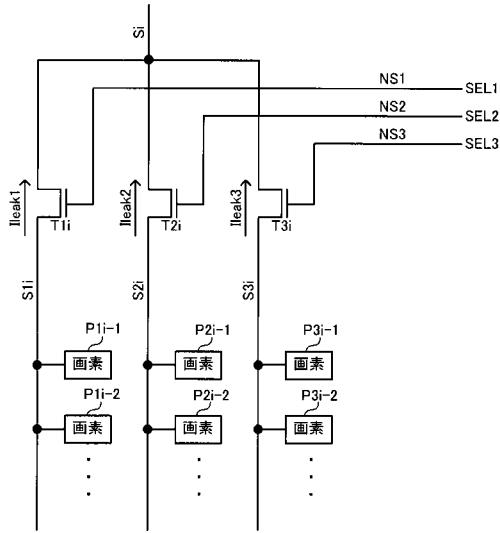 Si
NS1
SEL1
NS2
SEL2
NS3
SEL3
Ileak1
T1i
Ileak2
T2i
Ileak3
T3i
S1i
S2i
S3i
P1i-1
画素
P2i-1
画素
P3i-1
画素
P1i-2
画素
P2i-2
画素
P3i-2
画素